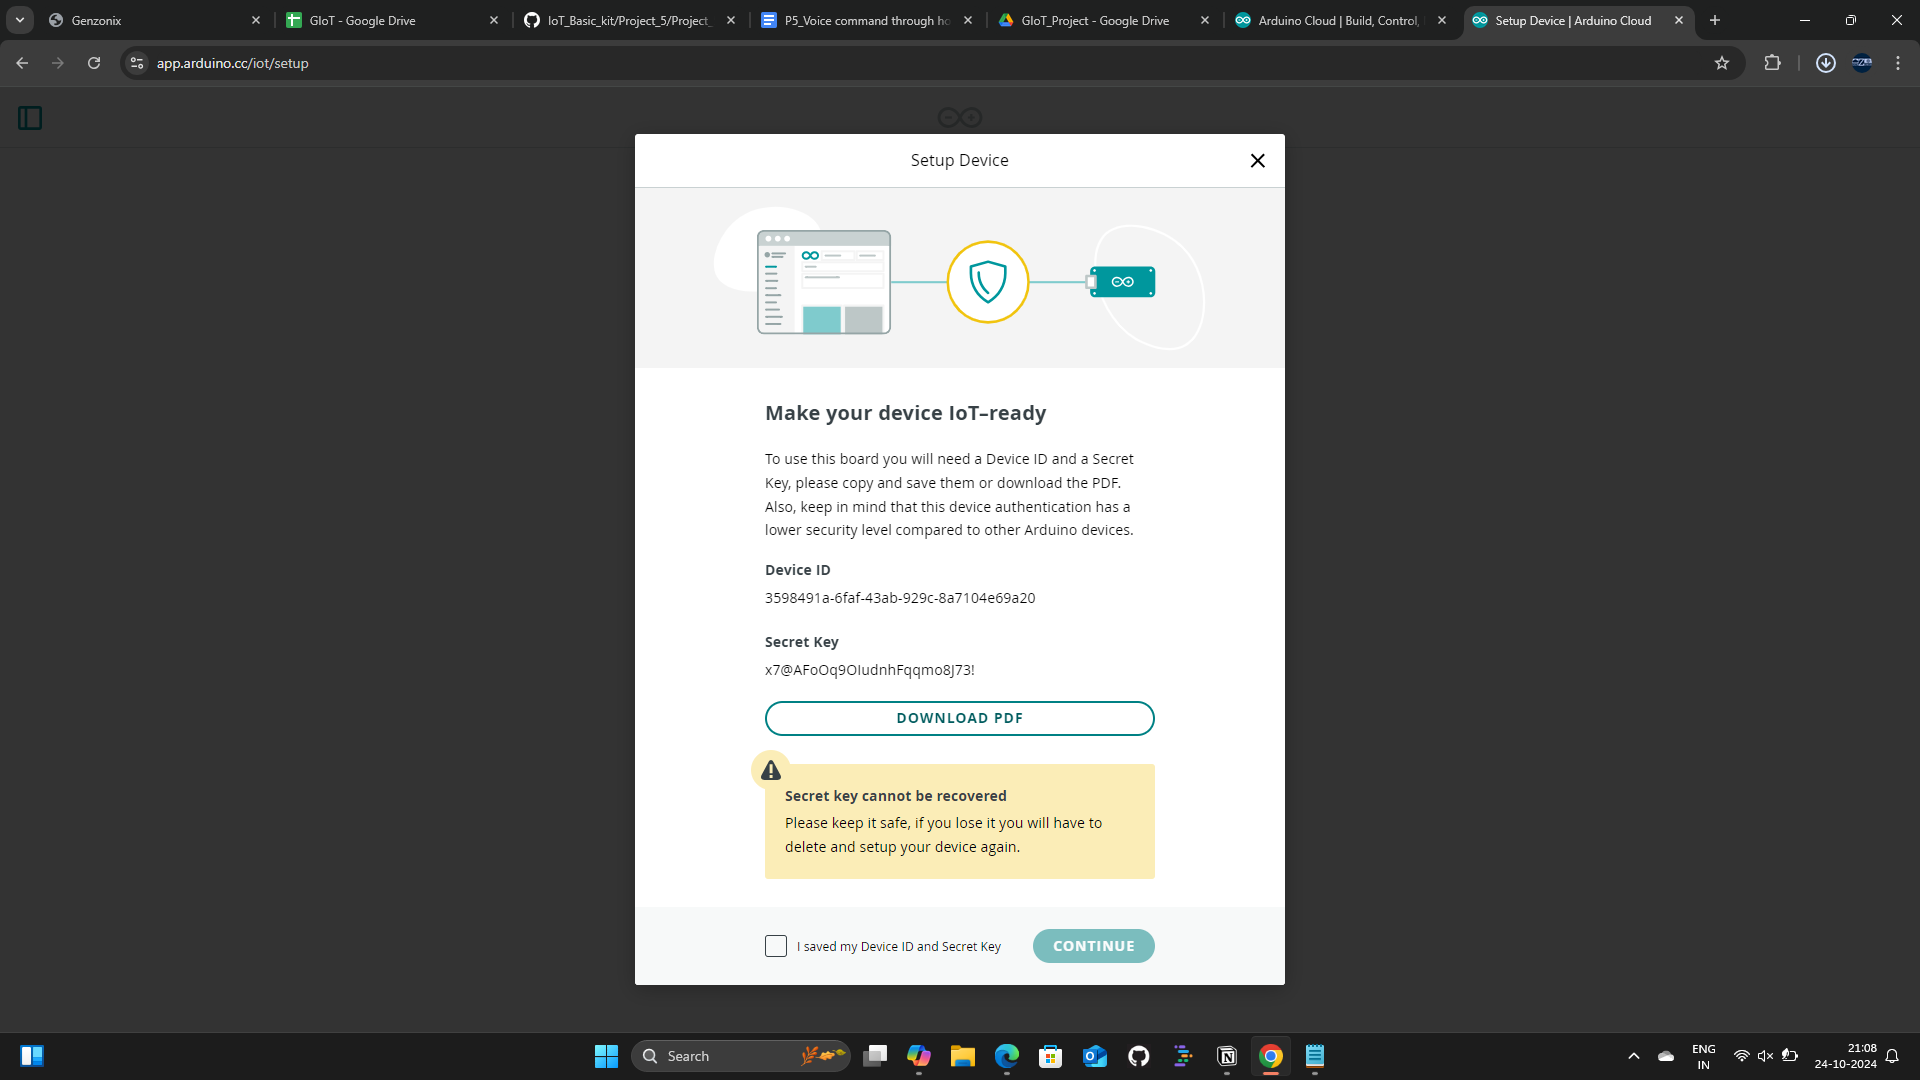 Genzonix
GIoT - Google Drive
IoT_Basic_kit/Project_5/Project_
P5_Voice command through ho
GIoT_Project - Google Drive
Arduino Cloud | Build, Control,
Setup Device | Arduino Cloud
app.arduino.cc/iot/setup
Setup Device
Make your device IoT–ready
To use this board you will need a Device ID and a Secret
Key, please copy and save them or download the PDF.
Also, keep in mind that this device authentication has a
lower security level compared to other Arduino devices.
Device ID
3598491a-6faf-43ab-929c-8a7104e69a20
Secret Key
x7@AFoOq9OIudnhFqqmo8J73!
DOWNLOAD PDF
Secret key cannot be recovered
Please keep it safe, if you lose it you will have to
delete and setup your device again.
I saved my Device ID and Secret Key
CONTINUE
Search
ENG
IN
21:08
24-10-2024